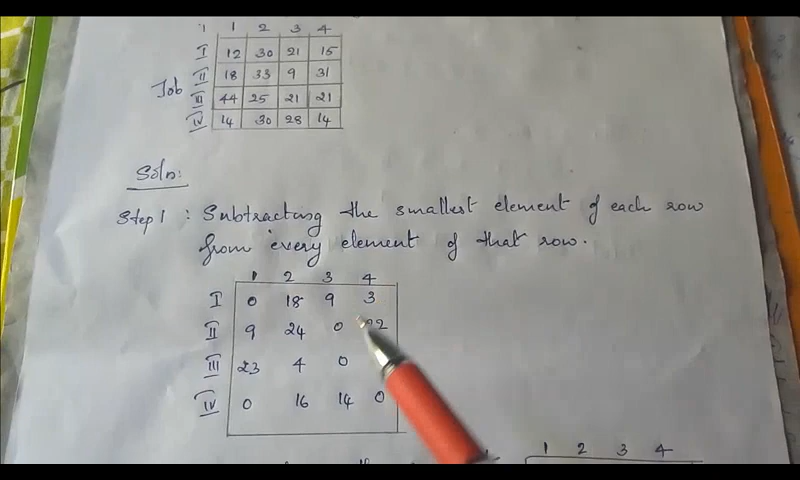 1 2 3 4
I 12 30 21 15
Job II 18 33 9 31
III 44 25 21 21
IV 14 30 28 14
Soln:
Step 1 : Subtracting the smallest element of each row
from every element of that row.
1 2 3 4
I 0 18 9 3
II 9 24 0 22
III 23 4 0
IV 0 16 14 0
1 2 3 4